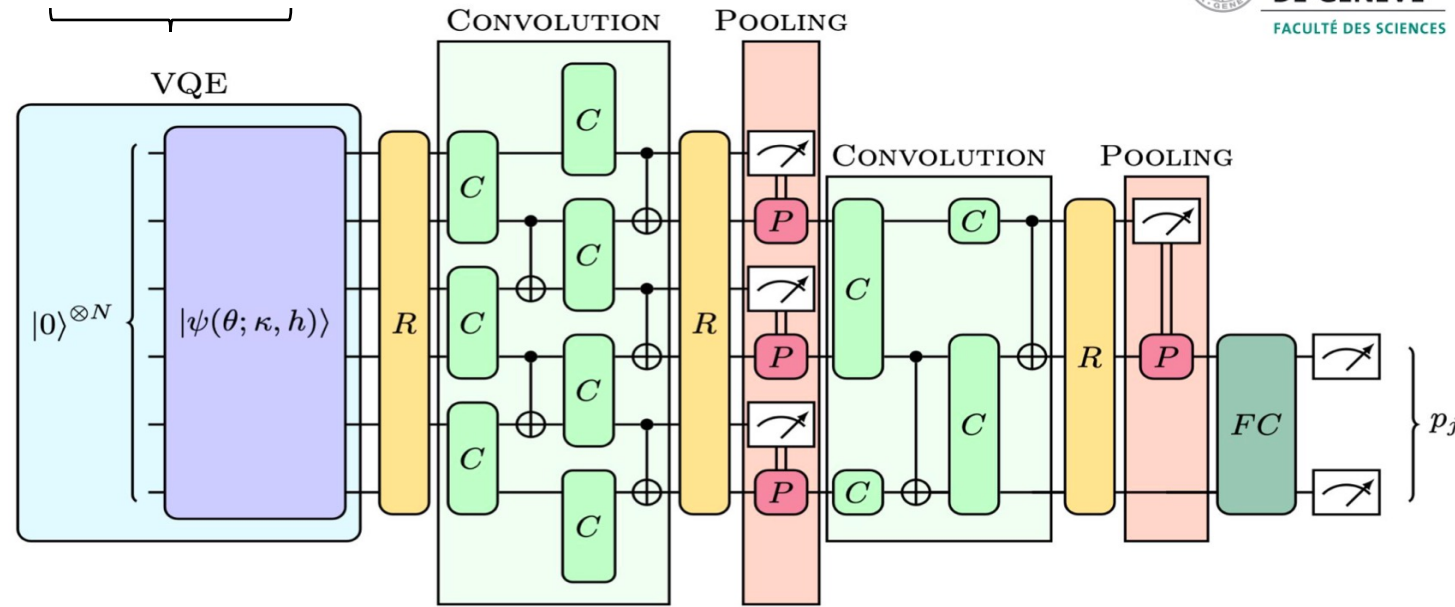 DE GENÈVE
FACULTÉ DES SCIENCES
CONVOLUTION
POOLING
VQE
|0⟩⊗N
|ψ(θ; κ, h)⟩
R
C
C
C
C
C
C
C
R
P
P
P
CONVOLUTION
C
C
C
C
R
POOLING
P
FC
p